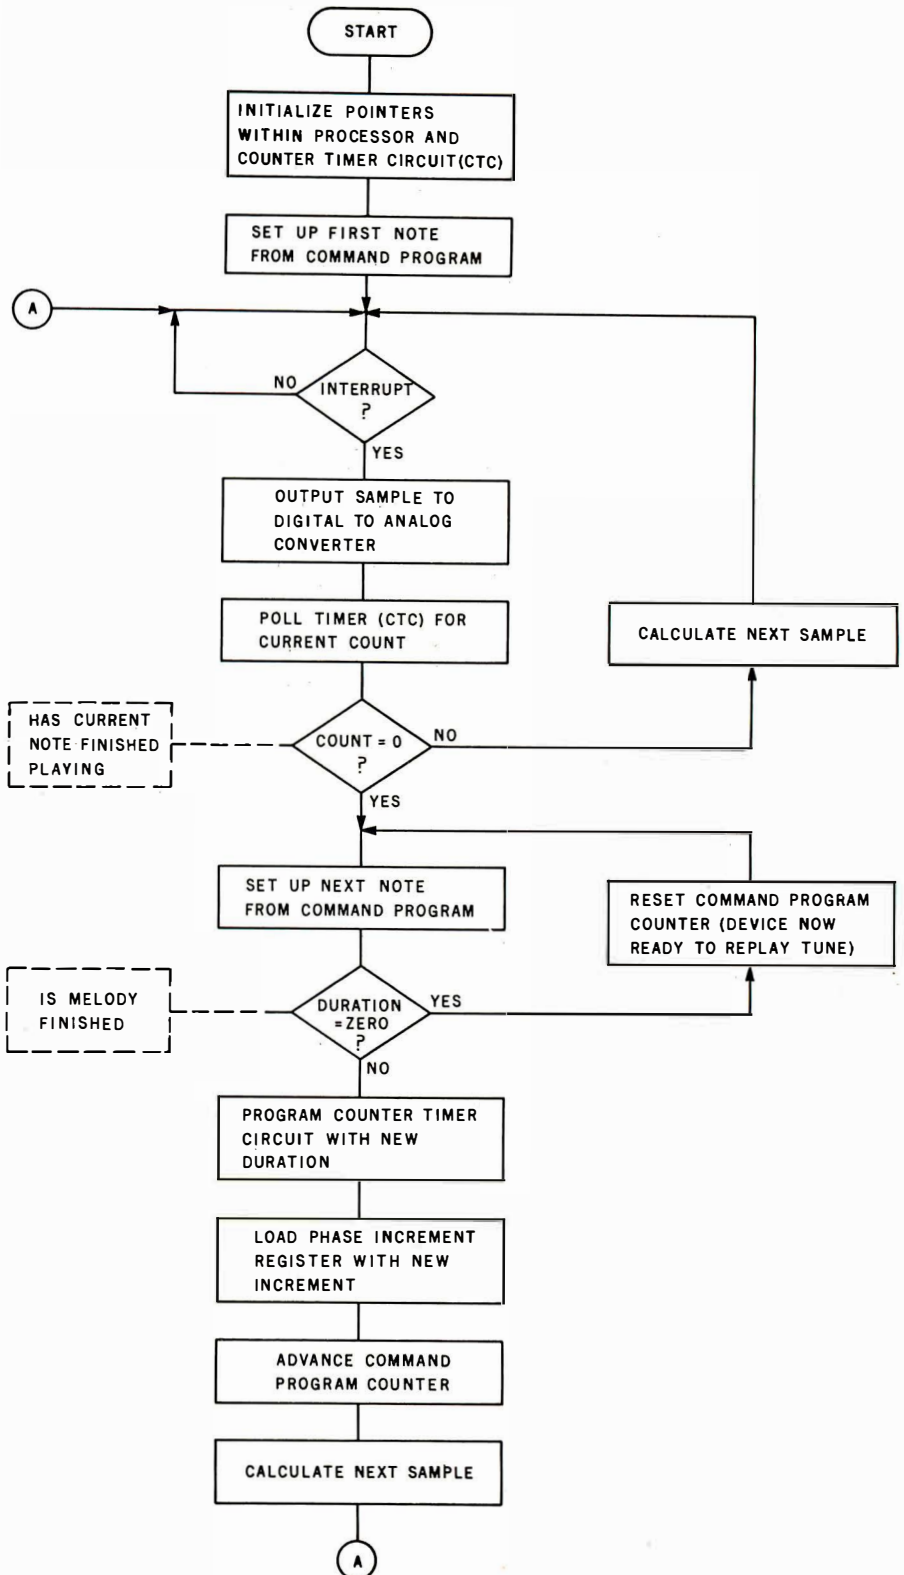 START
INITIALIZE POINTERS
WITHIN PROCESSOR AND
COUNTER TIMER CIRCUIT(CTC)
SET UP FIRST NOTE
FROM COMMAND PROGRAM
A
NO
INTERRUPT
?
YES
OUTPUT SAMPLE TO
DIGITAL TO ANALOG
CONVERTER
POLL TIMER (CTC) FOR
CURRENT COUNT
CALCULATE NEXT SAMPLE
HAS CURRENT
NOTE FINISHED
PLAYING
COUNT = 0
?
NO
YES
SET UP NEXT NOTE
FROM COMMAND PROGRAM
RESET COMMAND PROGRAM
COUNTER (DEVICE NOW
READY TO REPLAY TUNE)
IS MELODY
FINISHED
DURATION
=ZERO
?
YES
NO
PROGRAM COUNTER TIMER
CIRCUIT WITH NEW
DURATION
LOAD PHASE INCREMENT
REGISTER WITH NEW
INCREMENT
ADVANCE COMMAND
PROGRAM COUNTER
CALCULATE NEXT SAMPLE
A